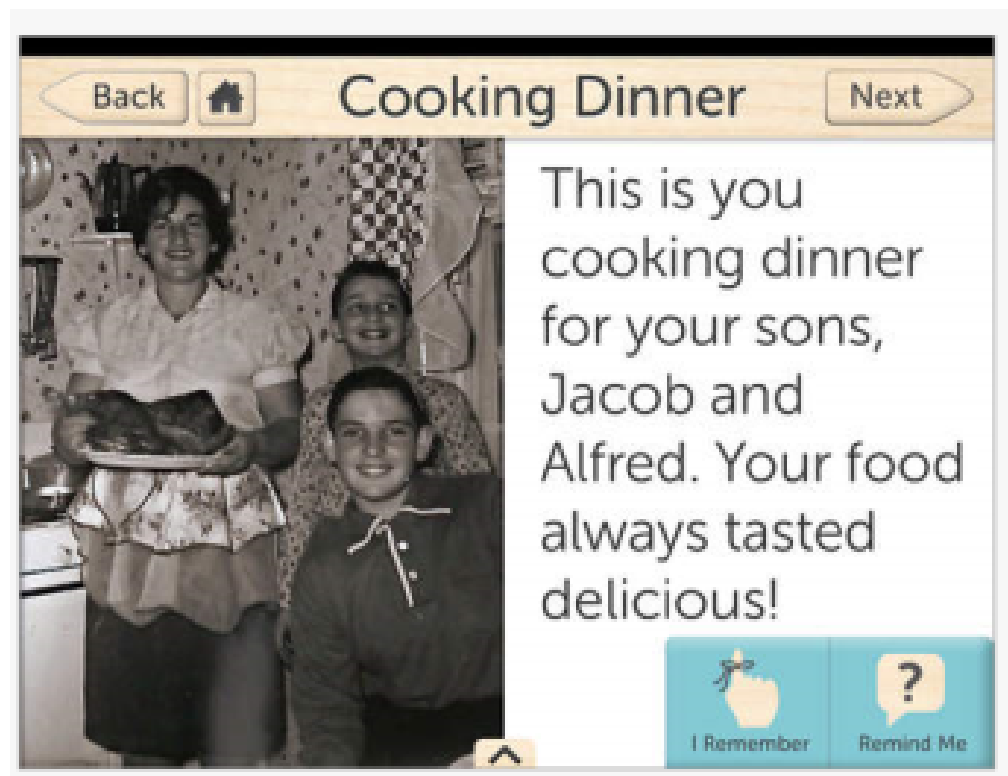 Back
Cooking Dinner
Next
This is you
cooking dinner
for your sons,
Jacob and
Alfred. Your food
always tasted
delicious!
?
I Remember
Remind Me